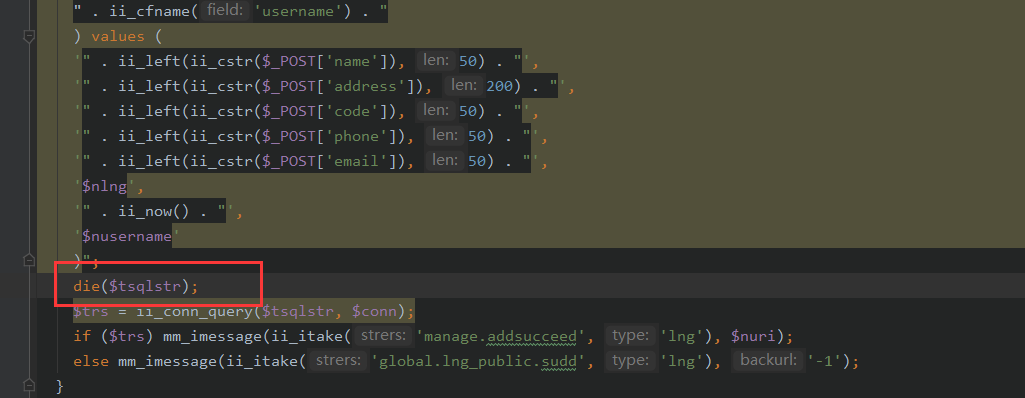 " . ii_cfname( field: 'username') . "
) values (
'" . ii_left(ii_cstr($_POST['name']), len: 50) . "',
'" . ii_left(ii_cstr($_POST['address']), len: 200) . "',
'" . ii_left(ii_cstr($_POST['code']), len: 50) . "',
'" . ii_left(ii_cstr($_POST['phone']), len: 50) . "',
'" . ii_left(ii_cstr($_POST['email']), len: 50) . "',
'$nlng',
'" . ii_now() . "',
'$nusername'
)";
die($tsqlstr);
$trs = ii_conn_query($tsqlstr, $conn);
if ($trs) mm_imessage(ii_itake( strers: 'manage.addsucceed', type: 'lng'), $nuri);
else mm_imessage(ii_itake( strers: 'global.lng_public.sudd', type: 'lng'), backurl: '-1');
}